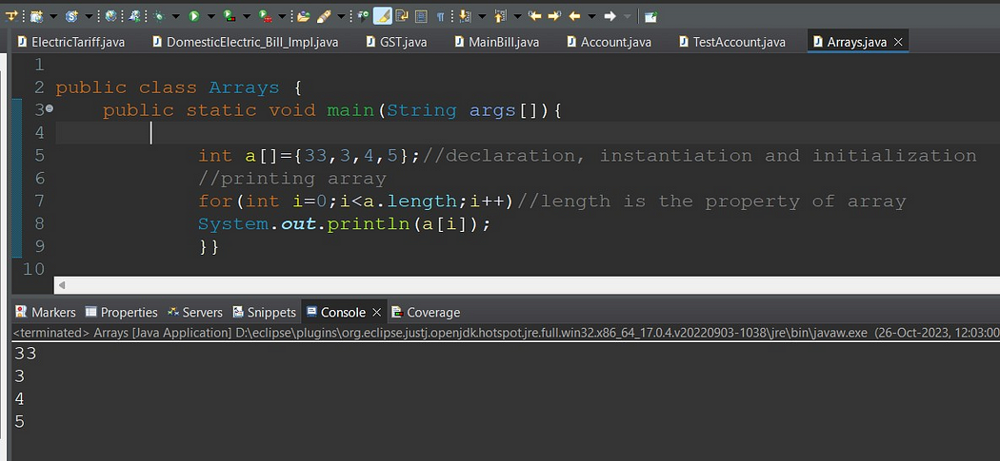 ElectricTariff.java DomesticElectric_Bill_Impl.java GST.java MainBill.java Account.java TestAccount.java Arrays.java
1
2 public class Arrays {
3 public static void main(String args[]){
4
5 int a[]={33,3,4,5};//declaration, instantiation and initialization
6 //printing array
7 for(int i=0;i<a.length;i++)//length is the property of array
8 System.out.println(a[i]);
9 }}
10
Markers Properties Servers Snippets Console Coverage
<terminated> Arrays [Java Application] D:\eclipse\plugins\org.eclipse.justj.openjdk.hotspot.jre.full.win32.x86_64_17.0.4.v20220903-1038\jre\bin\javaw.exe (26-Oct-2023, 12:03:00
33
3
4
5